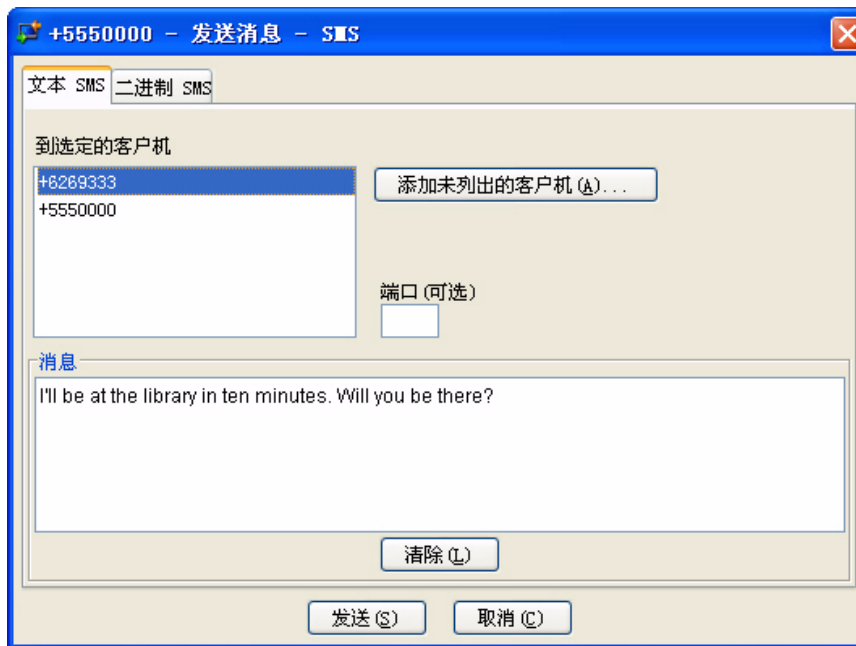 +5550000 - 发送消息 - SMS
文本 SMS 二进制 SMS
到选定的客户机
+6269333
添加未列出的客户机(A)...
+5550000
端口(可选)
消息
I'll be at the library in ten minutes. Will you be there?
清除(L)
发送(S) 取消(C)